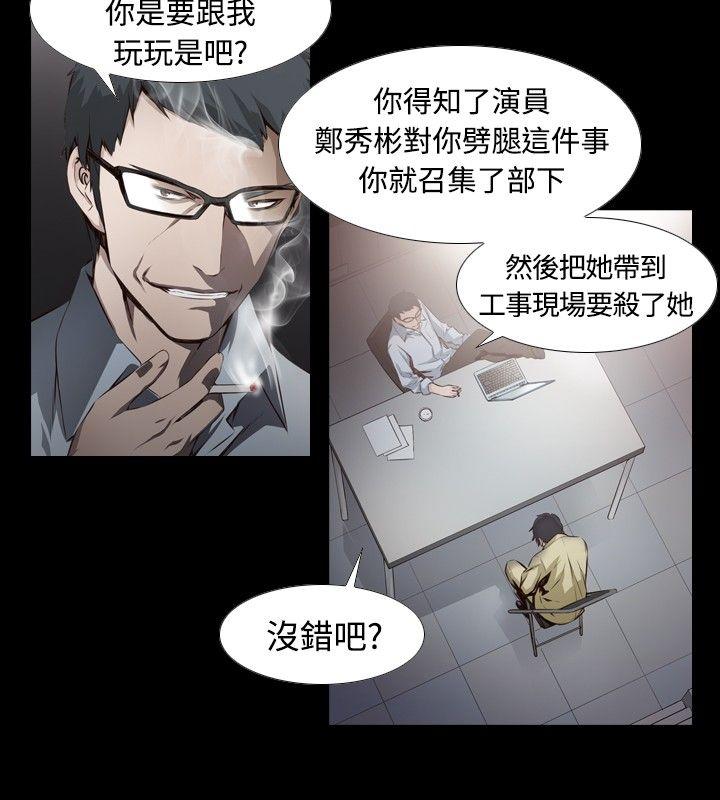 你是要跟我
玩玩是吧?
你得知了演員
鄭秀彬對你劈腿這件事
你就召集了部下
然後把她帶到
工事現場要殺了她
沒錯吧?